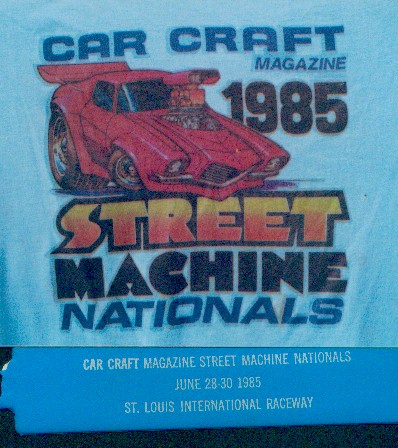 CAR CRAFT
MAGAZINE
1985
STREET
MACHINE
NATIONALS
CAR CRAFT MAGAZINE STREET MACHINE NATIONALS
JUNE 28-30 1985
ST. LOUIS INTERNATIONAL RACEWAY